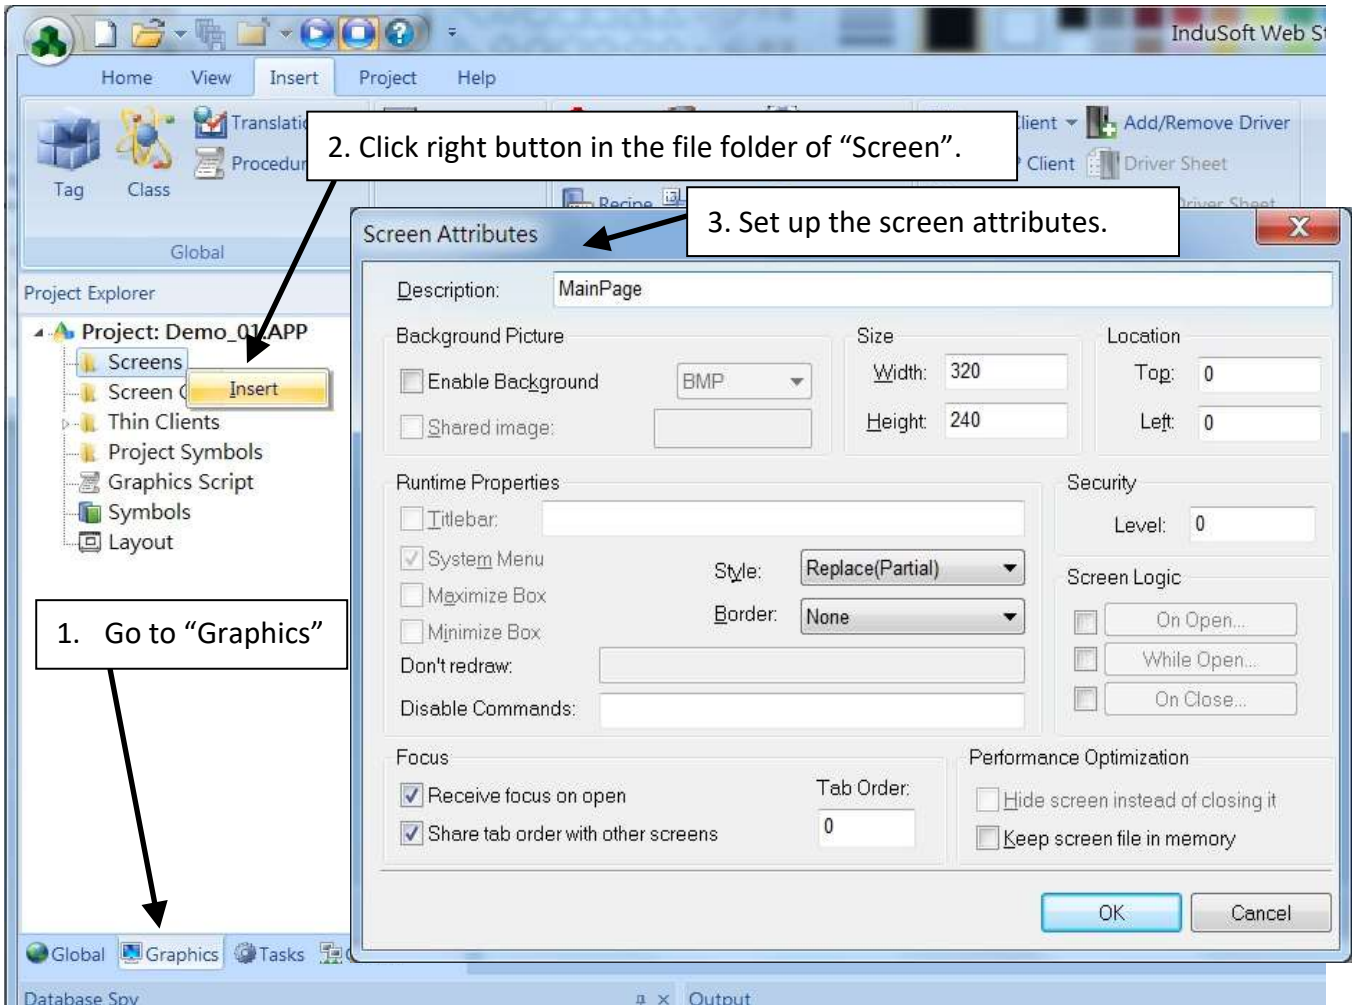 InduSoft Web St
Home View Insert Project Help
2. Click right button in the file folder of “Screen”.
Translatio
Procedur
Tag Class
Global
Recipe
lient
Add/Remove Driver
Client
Driver Sheet
Driver Sheet
3. Set up the screen attributes.
Screen Attributes
X
Project Explorer
Project: Demo_01.APP
Screens
Insert
Screen G
Thin Clients
Project Symbols
Graphics Script
Symbols
Layout
1. Go to “Graphics”
Description: MainPage
Background Picture
Enable Background BMP
Shared image:
Size
Width: 320
Height: 240
Location
Top: 0
Left: 0
Runtime Properties
Titlebar:
System Menu
Maximize Box
Minimize Box
Style: Replace(Partial)
Border: None
Don't redraw:
Disable Commands:
Security
Level: 0
Screen Logic
On Open...
While Open...
On Close...
Focus
Receive focus on open
Share tab order with other screens
Tab Order:
0
Performance Optimization
Hide screen instead of closing it
Keep screen file in memory
OK Cancel
Global Graphics Tasks
Database Spy
Output